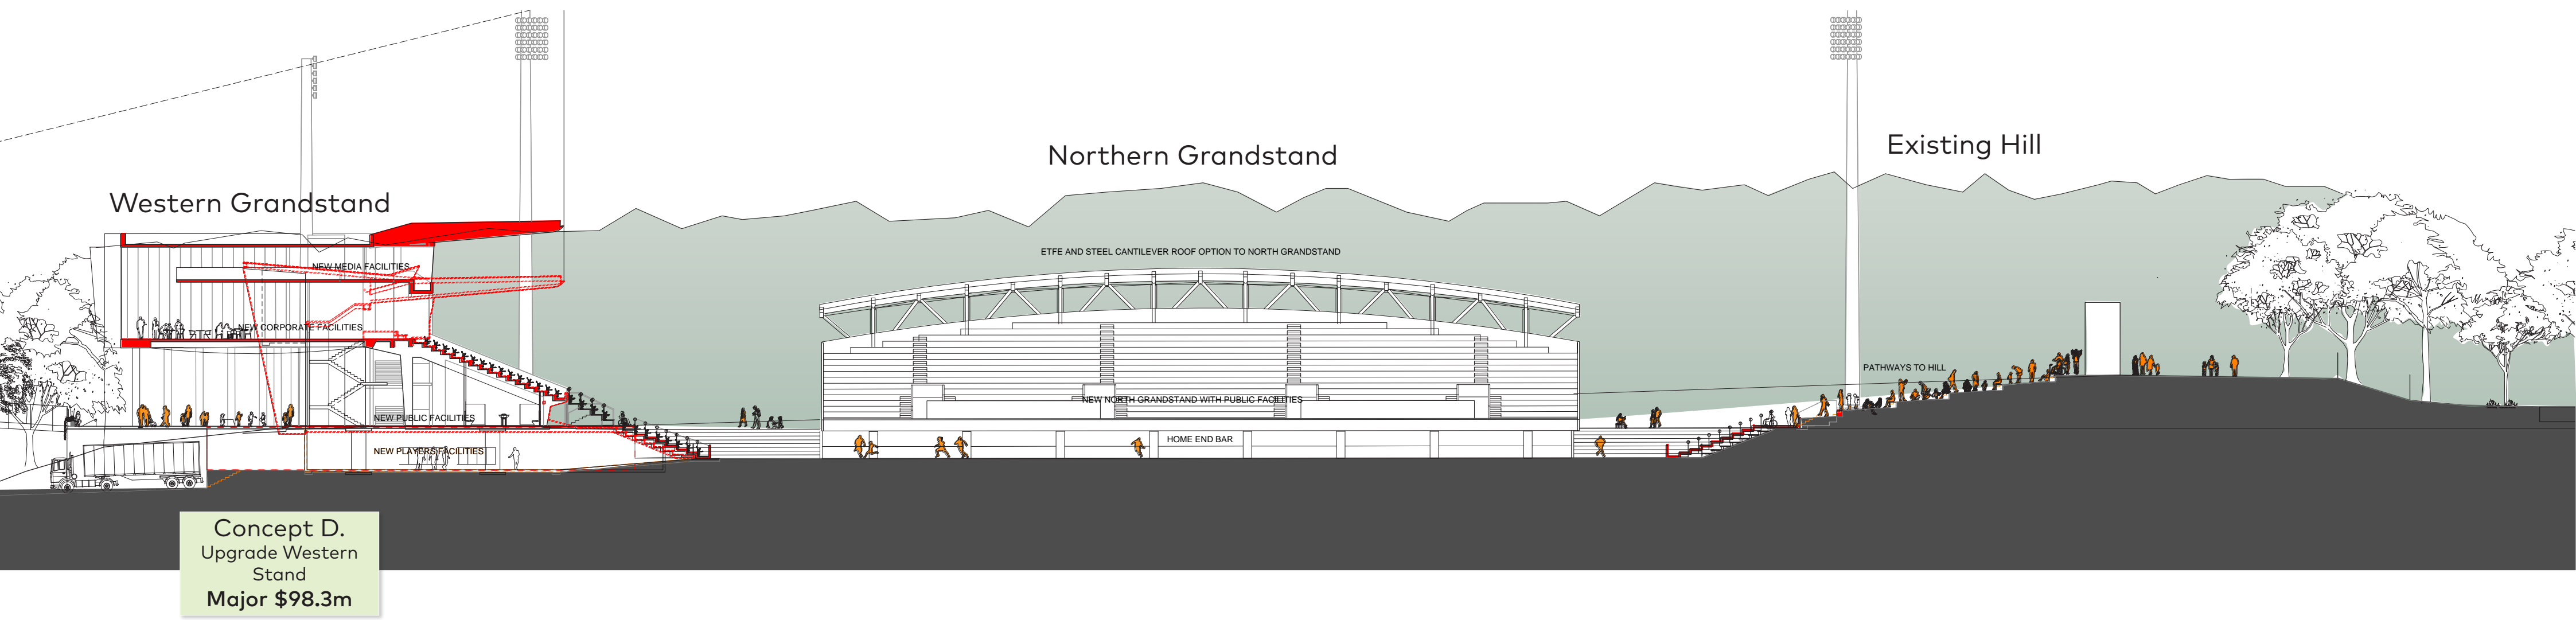 Western Grandstand
Northern Grandstand
Existing Hill
NEW MEDIA FACILITIES
NEW CORPORATE FACILITIES
NEW PUBLIC FACILITIES
NEW PLAYERS FACILITIES
ETFE AND STEEL CANTILEVER ROOF OPTION TO NORTH GRANDSTAND
NEW NORTH GRANDSTAND WITH PUBLIC FACILITIES
HOME END BAR
PATHWAYS TO HILL
Concept D.
Upgrade Western
Stand
Major $98.3m